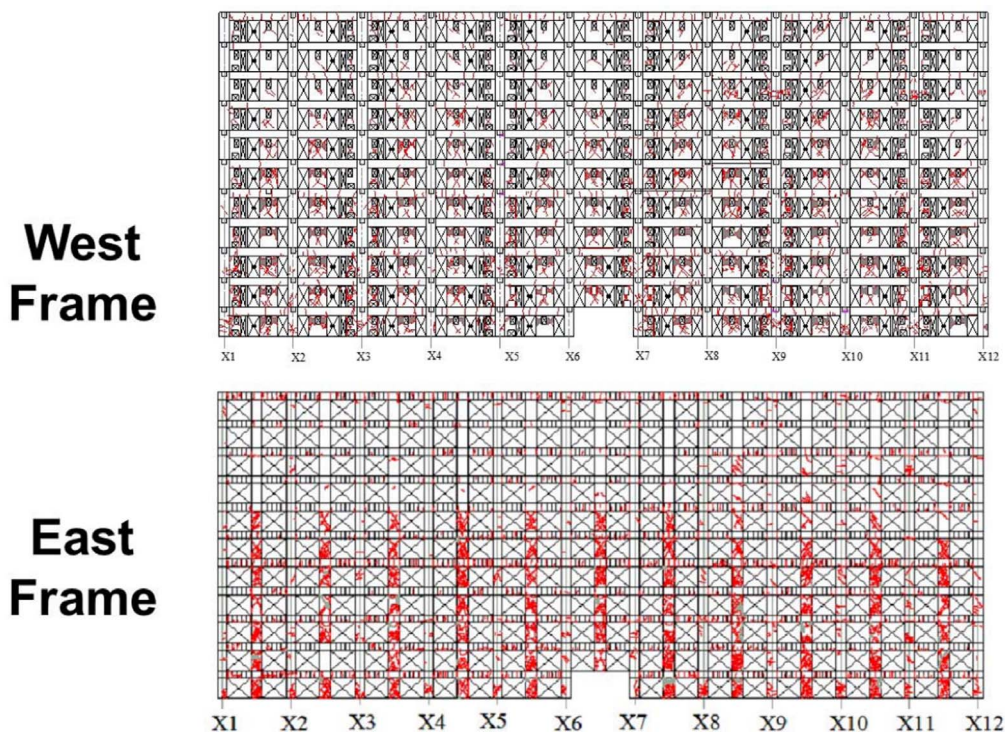 West
Frame
X1 X2 X3 X4 X5 X6 X7 X8 X9 X10 X11 X12
East
Frame
X1 X2 X3 X4 X5 X6 X7 X8 X9 X10 X11 X12